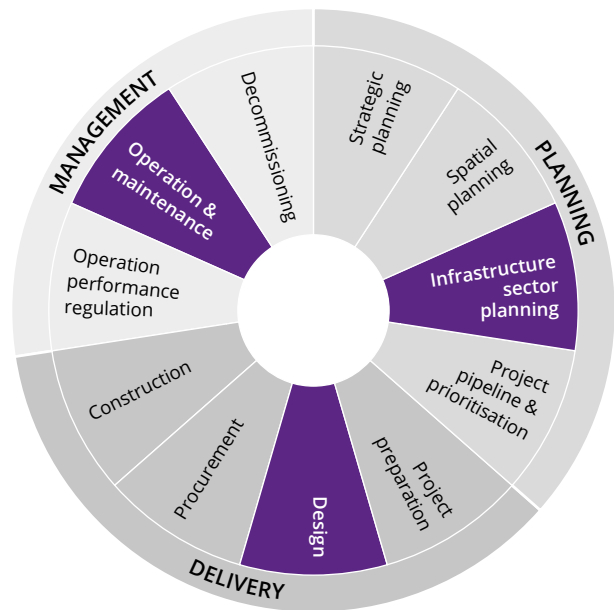 PLANNING
Strategic
planning
Spatial
planning
Infrastructure
sector
planning
Project
pipeline &
prioritisation
DELIVERY
Project
preparation
Design
Procurement
Construction
MANAGEMENT
Operation
performance
regulation
Operation &
maintenance
Decommissioning